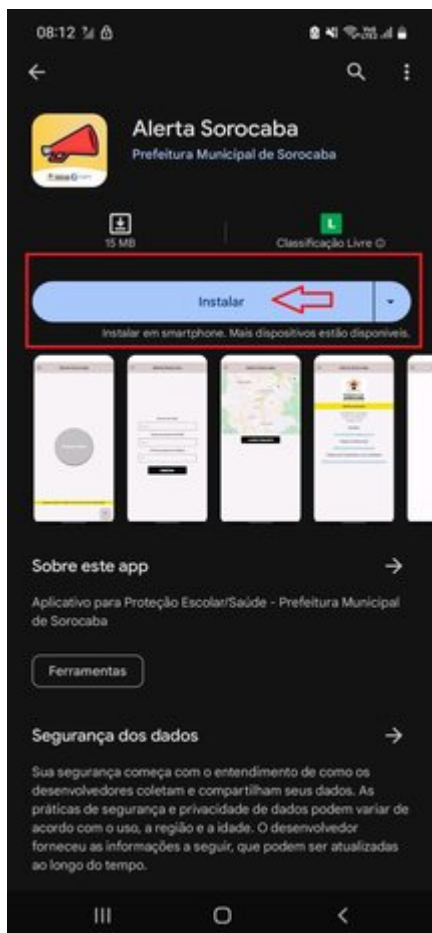 08:12
Alerta Sorocaba
Prefeitura Municipal de Sorocaba
15 MB
L
Classificação Livre
Instalar
Instalar em smartphone. Mais dispositivos estão disponíveis.
Sobre este app
Aplicativo para Proteção Escolar/Saúde - Prefeitura Municipal
de Sorocaba
Ferramentas
Segurança dos dados
Sua segurança começa com o entendimento de como os
desenvolvedores coletam e compartilham seus dados. As
práticas de segurança e privacidade de dados podem variar de
acordo com o uso, a região e a idade. O desenvolvedor
forneceu as informações a seguir, que podem ser atualizadas
ao longo do tempo.